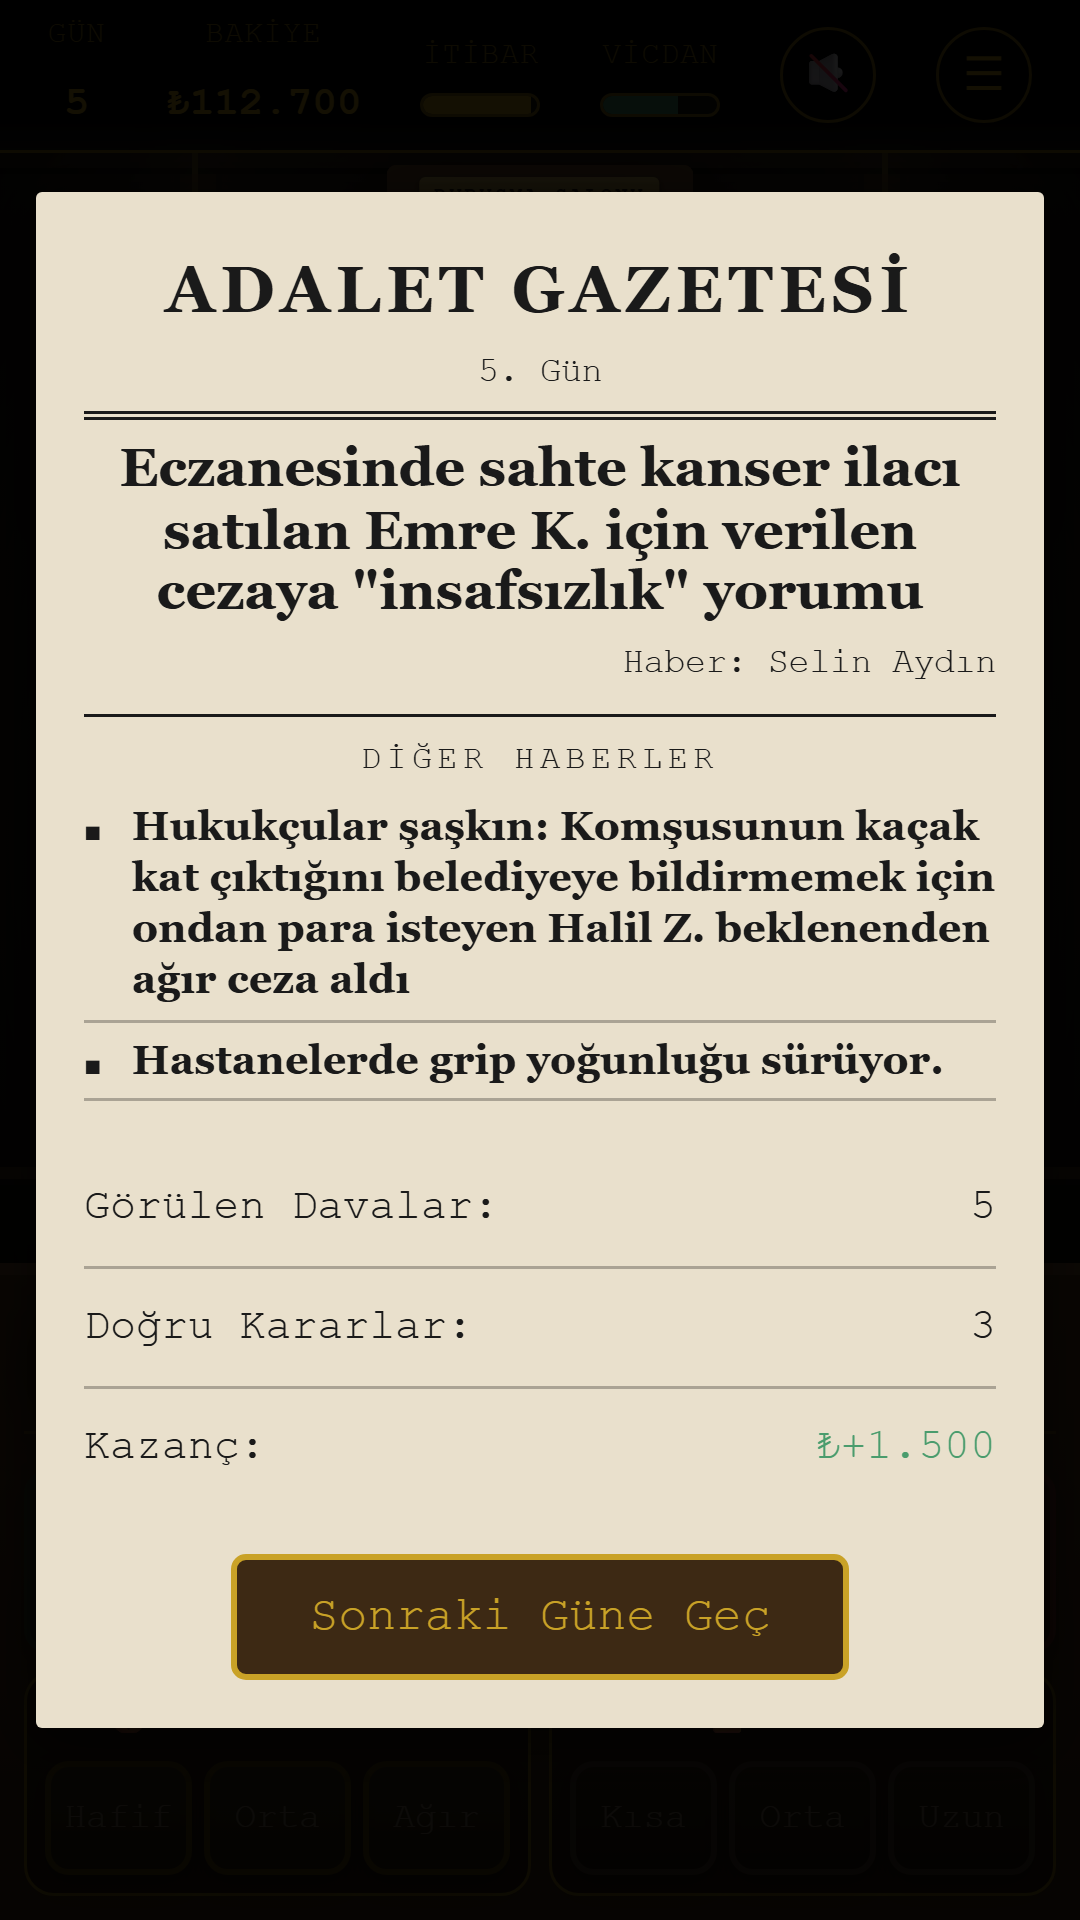 GÜN
BAKİYE
İTİBAR
VİCDAN
5
₺112.700
ADALET GAZETESİ
5. Gün
Eczanesinde sahte kanser ilacı
satılan Emre K. için verilen
cezaya "insafsızlık" yorumu
Haber: Selin Aydın
DİĞER HABERLER
▪ Hukukçular şaşkın: Komşusunun kaçak
kat çıktığını belediyeye bildirmemek için
ondan para isteyen Halil Z. beklenenden
ağır ceza aldı
▪ Hastanelerde grip yoğunluğu sürüyor.
Görülen Davalar: 5
Doğru Kararlar: 3
Kazanç: ₺+1.500
Sonraki Güne Geç
Hafif Orta Ağır Kısa Orta Uzun